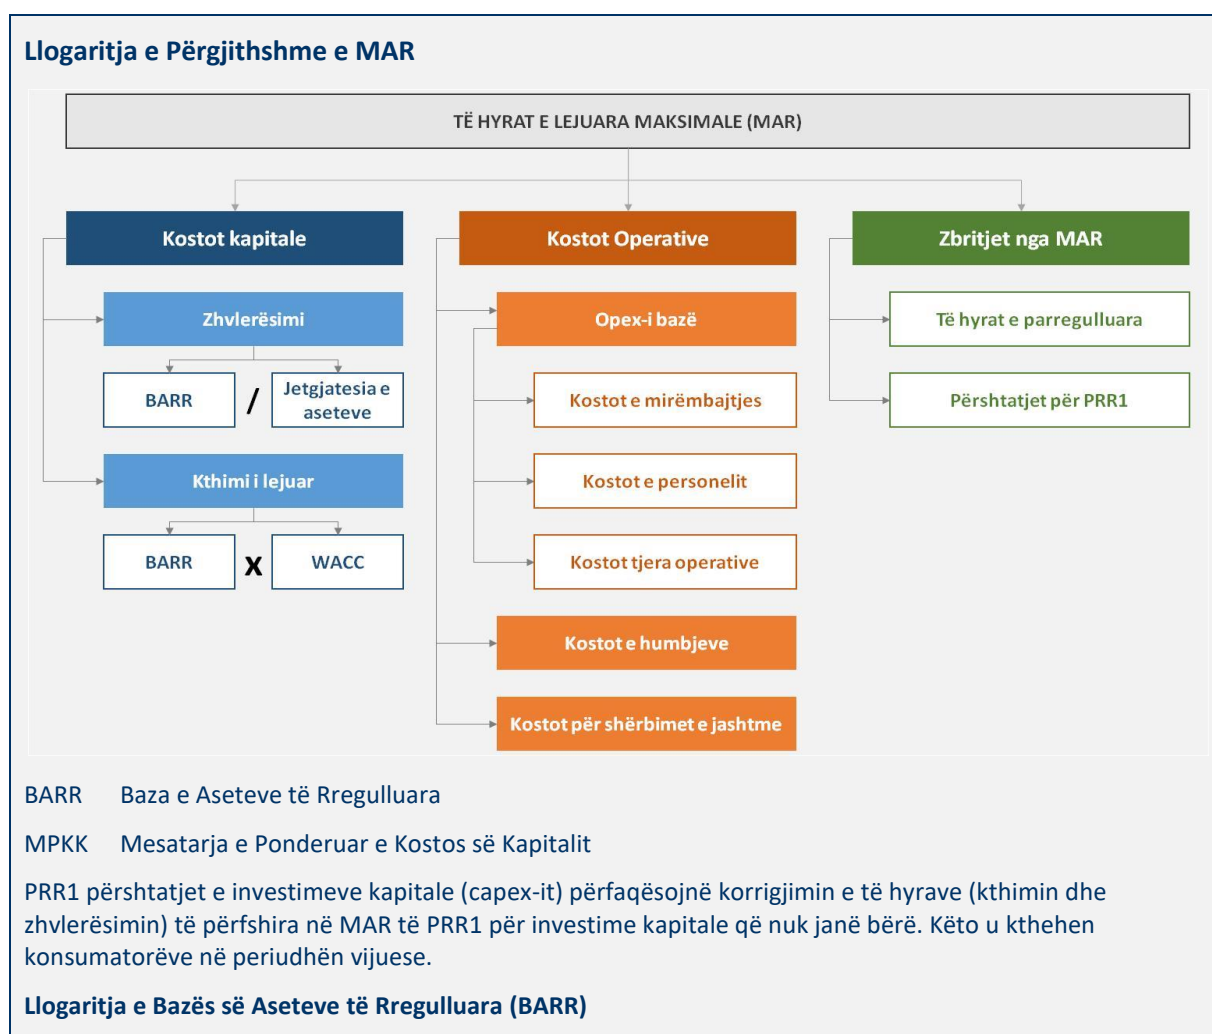 Llogaritja e Përgjithshme e MAR
TË HYRAT E LEJUARA MAKSIMALE (MAR)
Kostot kapitale
Zhvlerësimi
BARR
/
Jetgjatesia e
aseteve
Kthimi i lejuar
BARR
X
WACC
Kostot Operative
Opex-i bazë
Kostot e mirëmbajtjes
Kostot e personelit
Kostot tjera operative
Kostot e humbjeve
Kostot për shërbimet e jashtme
Zbritjet nga MAR
Të hyrat e parregulluara
Përshtatjet për PRR1
BARR Baza e Aseteve të Rregulluara
MPKK Mesatarja e Ponderuar e Kostos së Kapitalit
PRR1 përshtatjet e investimeve kapitale (capex-it) përfaqësojnë korrigjimin e të hyrave (kthimin dhe
zhvlerësimin) të përfshira në MAR të PRR1 për investime kapitale që nuk janë bërë. Këto u kthehen
konsumatorëve në periudhën vijuese.
Llogaritja e Bazës së Aseteve të Rregulluara (BARR)